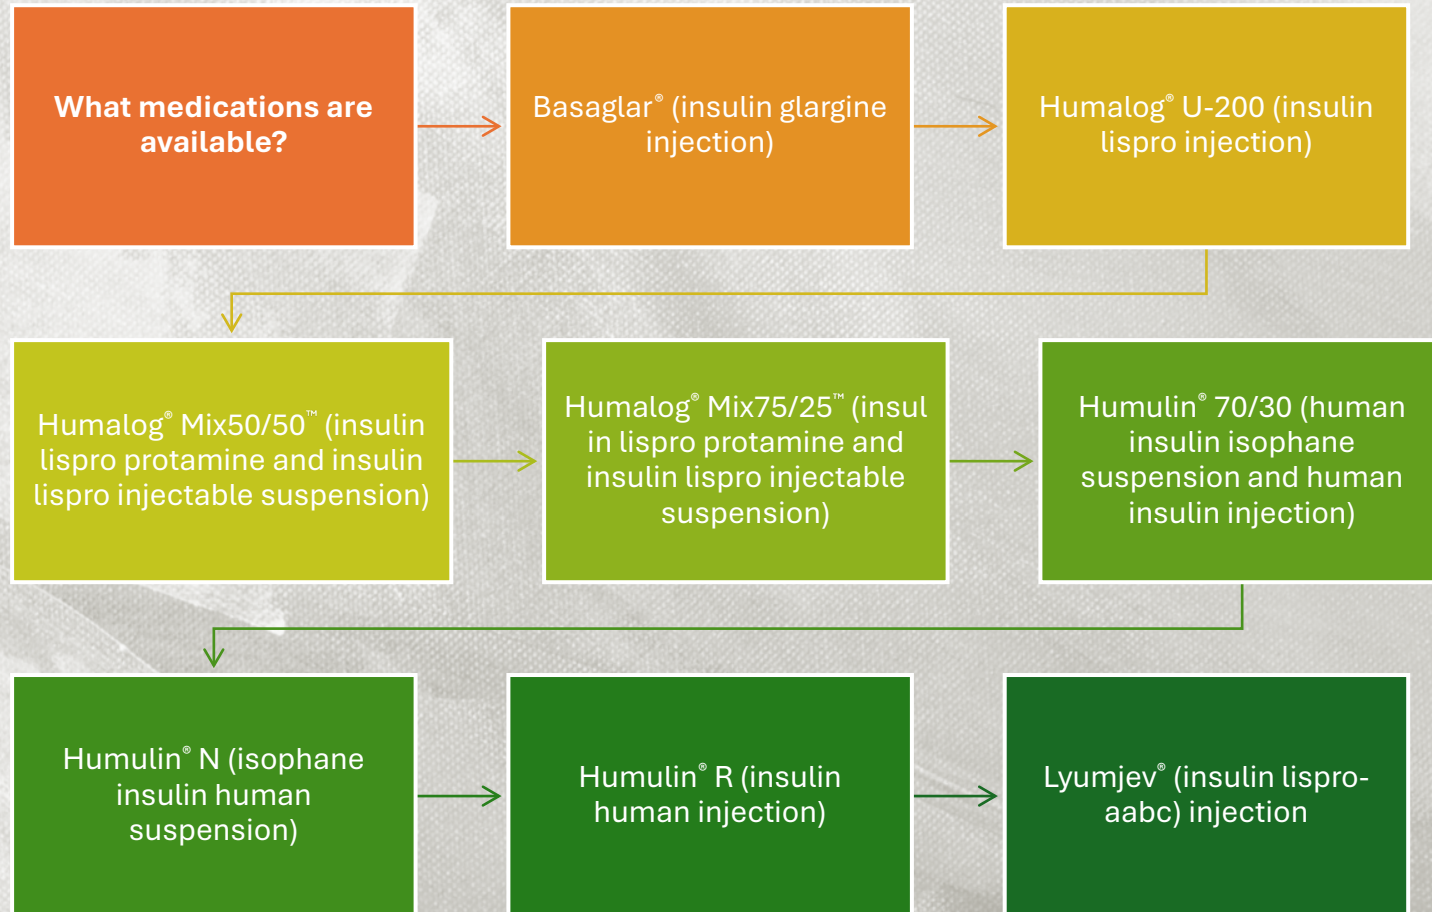 What medications are
available?
Basaglar® (insulin glargine
injection)
Humalog® U-200 (insulin
lispro injection)
Humalog® Mix50/50™ (insulin
lispro protamine and insulin
lispro injectable suspension)
Humalog® Mix75/25™ (insul
in lispro protamine and
insulin lispro injectable
suspension)
Humulin® 70/30 (human
insulin isophane
suspension and human
insulin injection)
Humulin® N (isophane
insulin human
suspension)
Humulin® R (insulin
human injection)
Lyumjev® (insulin lispro-
aabc) injection